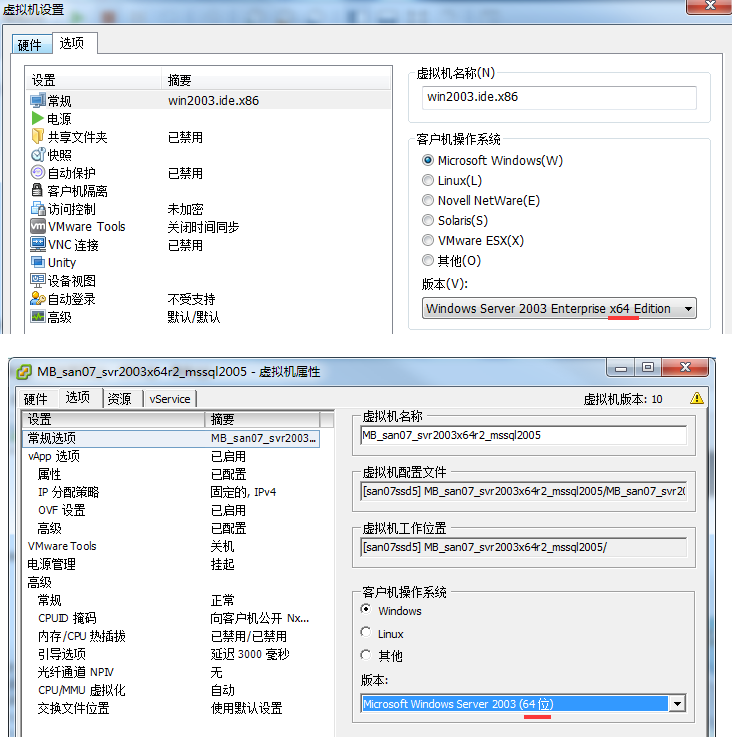 虚拟机设置
硬件 选项
设置 摘要
常规 win2003.ide.x86
电源
共享文件夹 已禁用
快照
自动保护 已禁用
客户机隔离
访问控制 未加密
vm VMware Tools 关闭时间同步
VNC 连接 已禁用
Unity
设备视图
自动登录 不受支持
高级 默认/默认
虚拟机名称(N)
win2003.ide.x86
客户机操作系统
Microsoft Windows(W)
Linux(L)
Novell NetWare(E)
Solaris(S)
VMware ESX(X)
其他(O)
版本(V):
Windows Server 2003 Enterprise x64 Edition
MB_san07_svr2003x64r2_mssql2005 - 虚拟机属性
硬件 选项 资源 vService 虚拟机版本: 10
设置 摘要
常规选项 MB_san07_svr2003...
vApp 选项 已启用
属性 已配置
IP 分配策略 固定的, IPv4
OVF 设置 已启用
高级 已配置
VMware Tools 关机
电源管理 挂起
高级
常规 正常
CPUID 掩码 向客户机公开 Nx...
内存/CPU 热插拔 已禁用/已禁用
引导选项 延迟 3000 毫秒
光纤通道 NPIV 无
CPU/MMU 虚拟化 自动
交换文件位置 使用默认设置
虚拟机名称
MB_san07_svr2003x64r2_mssql2005
虚拟机配置文件
[san07ssd5] MB_san07_svr2003x64r2_mssql2005/MB_san07_svr20
虚拟机工作位置
[san07ssd5] MB_san07_svr2003x64r2_mssql2005/
客户机操作系统
Windows
Linux
其他
版本:
Microsoft Windows Server 2003 (64 位)